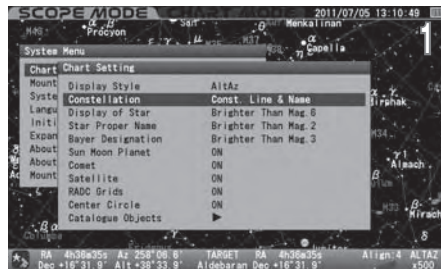 SCOPE MODE CHART MODE 2011/07/05 13:10:49
1
Procyon
Menkalinan
Capella
System Menu
Chart Chart Setting
Mount Display Style AltAz
Constellation Const. Line & Name
Display of Star Brighter Than Mag.6
Star Proper Name Brighter Than Mag.2
Bayer Designation Brighter Than Mag.3
Sun Moon Planet ON
Comet ON
Satellite ON
RADC Grids ON
Center Circle ON
Catalogue Objects ▶
Syste
Langu
Initi
Expan
About
About
Mount
M34
Almach
M33
Mirach
RA 4h36m35s Az 258°06.6' TARGET RA 4h36m35s Align:4 ALTAZ
Dec +16°31.9' Alt +38°33.9' Aldebaran Dec +16°31.9' x500